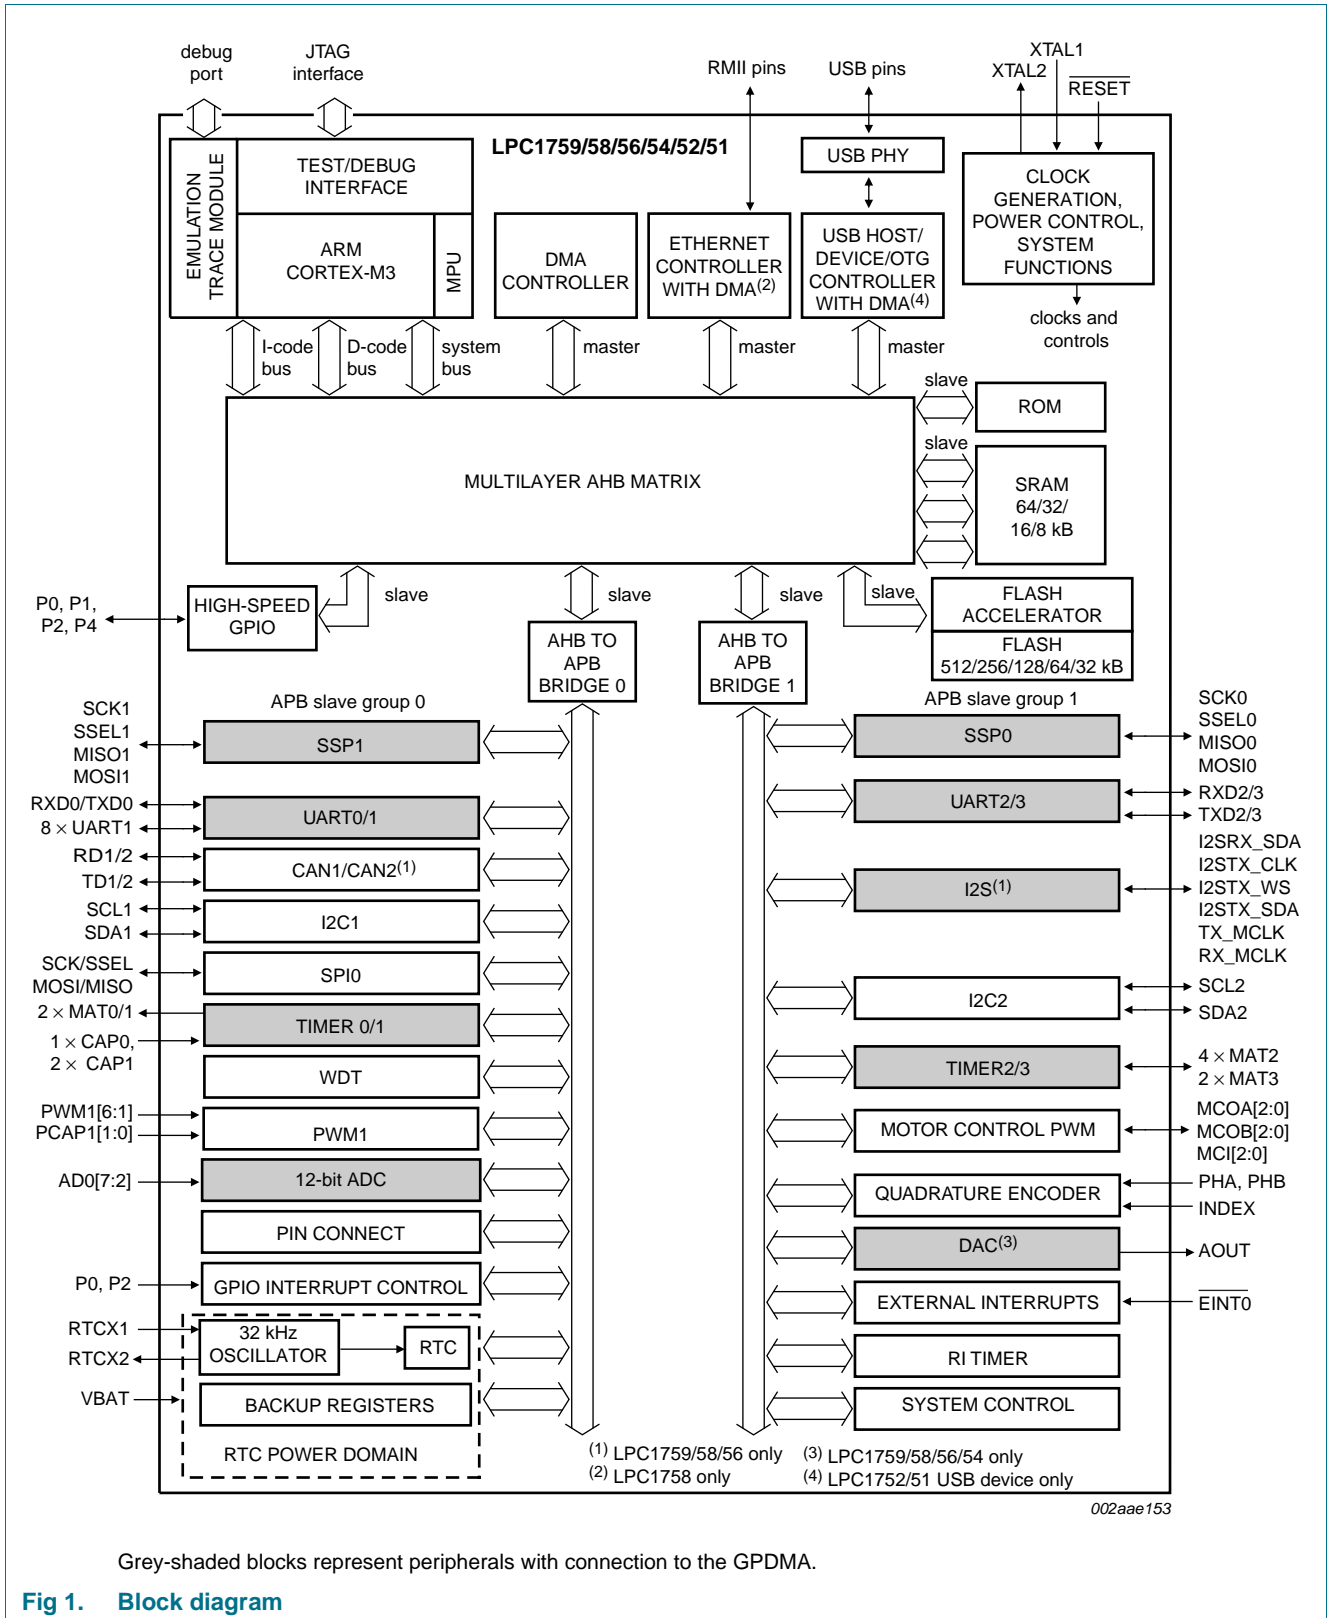 debug
port
JTAG
interface
RMII pins
USB pins
XTAL1
XTAL2
RESET
LPC1759/58/56/54/52/51
EMULATION
TRACE MODULE
TEST/DEBUG
INTERFACE
ARM
CORTEX-M3
MPU
DMA
CONTROLLER
ETHERNET
CONTROLLER
WITH DMA(2)
USB PHY
USB HOST/
DEVICE/OTG
CONTROLLER
WITH DMA(4)
CLOCK
GENERATION,
POWER CONTROL,
SYSTEM
FUNCTIONS
clocks and
controls
I-code
bus
D-code
bus
system
bus
master
master
master
MULTILAYER AHB MATRIX
slave
ROM
slave
SRAM
64/32/
16/8 kB
P0, P1,
P2, P4
HIGH-SPEED
GPIO
slave
slave
slave
slave
FLASH
ACCELERATOR
FLASH
512/256/128/64/32 kB
AHB TO
APB
BRIDGE 0
AHB TO
APB
BRIDGE 1
APB slave group 0
APB slave group 1
SCK1
SSEL1
MISO1
MOSI1
SSP1
RXD0/TXD0
8 × UART1
UART0/1
RD1/2
TD1/2
CAN1/CAN2(1)
SCL1
SDA1
I2C1
SCK/SSEL
MOSI/MISO
SPI0
2 × MAT0/1
1 × CAP0,
2 × CAP1
TIMER 0/1
WDT
PWM1[6:1]
PCAP1[1:0]
PWM1
AD0[7:2]
12-bit ADC
PIN CONNECT
P0, P2
GPIO INTERRUPT CONTROL
RTCX1
RTCX2
32 kHz
OSCILLATOR
RTC
VBAT
BACKUP REGISTERS
RTC POWER DOMAIN
SSP0
SCK0
SSEL0
MISO0
MOSI0
UART2/3
RXD2/3
TXD2/3
I2S(1)
I2SRX_SDA
I2STX_CLK
I2STX_WS
I2STX_SDA
TX_MCLK
RX_MCLK
I2C2
SCL2
SDA2
TIMER2/3
4 × MAT2
2 × MAT3
MOTOR CONTROL PWM
MCOA[2:0]
MCOB[2:0]
MCI[2:0]
QUADRATURE ENCODER
PHA, PHB
INDEX
DAC(3)
AOUT
EXTERNAL INTERRUPTS
EINT0
RI TIMER
SYSTEM CONTROL
(1) LPC1759/58/56 only
(2) LPC1758 only
(3) LPC1759/58/56/54 only
(4) LPC1752/51 USB device only
002aae153
Grey-shaded blocks represent peripherals with connection to the GPDMA.
Fig 1. Block diagram